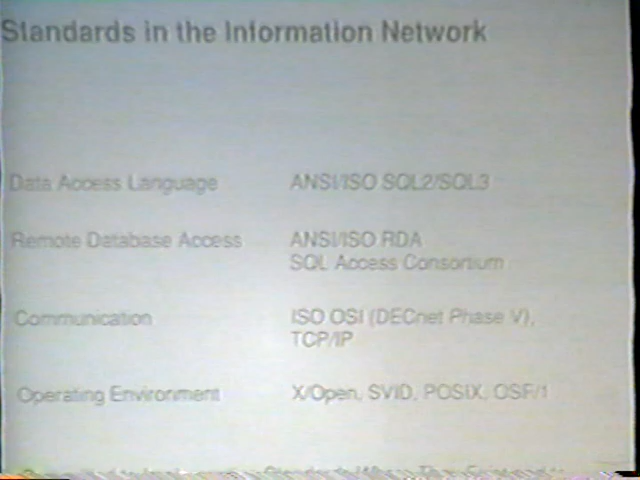 Standards in the Information Network
Data Access Language ANSI/ISO SQL2/SQL3
Remote Database Access ANSI/ISO RDA
SQL Access Consortium
Communication ISO OSI (DECnet Phase V),
TCP/IP
Operating Environment X/Open, SVID, POSIX, OSF/1